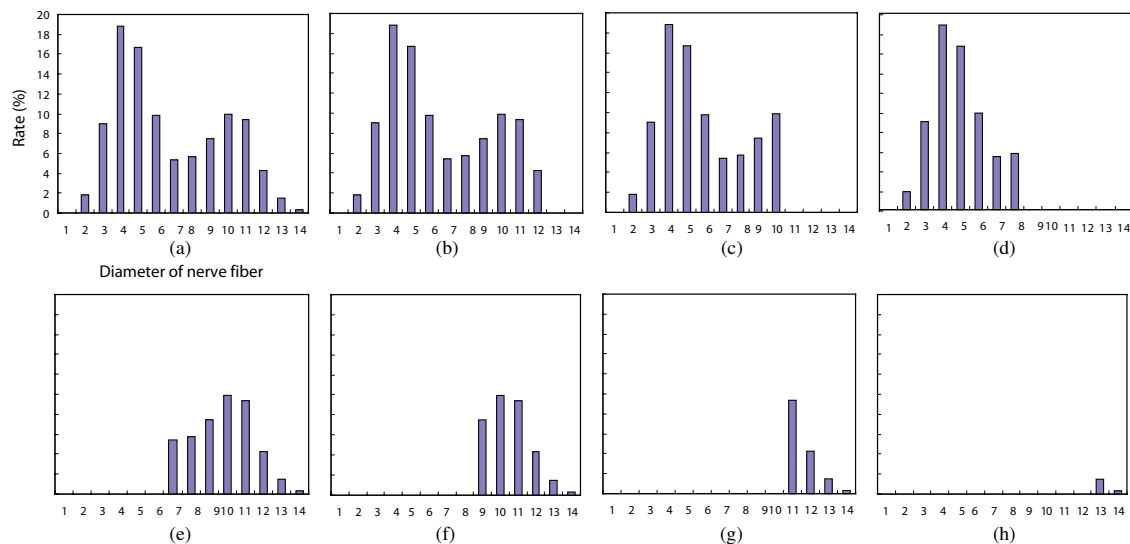 Rate (%)
20
18
16
14
12
10
8
6
4
2
0
1 2 3 4 5 6 7 8 9 10 11 12 13 14
1 2 3 4 5 6 7 8 9 10 11 12 13 14
1 2 3 4 5 6 7 8 9 10 11 12 13 14
1 2 3 4 5 6 7 8 910 11 12 13 14
(a) (b) (c) (d)
Diameter of nerve fiber
1 2 3 4 5 6 7 8 910 11 12 13 14
1 2 3 4 5 6 7 8 9 10 11 12 13 14
1 2 3 4 5 6 7 8 910 11 12 13 14
1 2 3 4 5 6 7 8 9 10 11 12 13 14
(e) (f) (g) (h)